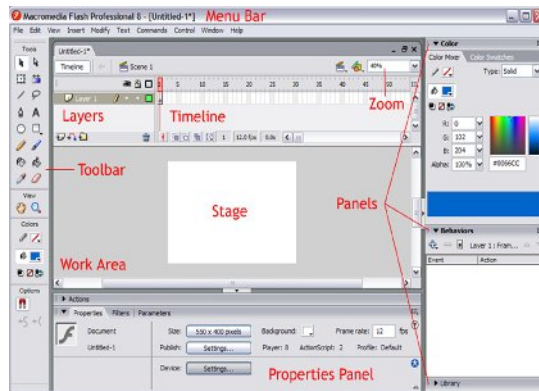 Macromedia Flash Professional 8 - [Untitled-1*] Menu Bar
File Edit View Insert Modify Text Commands Control Window Help
Tools
Untitled-1*
Timeline Scene 1 40%
Zoom
Layer 1
1 5 10 15 20 25 30 35 40 45 50
Layers Timeline
1 12.0 fps 0.0s
Toolbar
View
Colors
Options
Stage
Work Area
Color
Color Mixer Color Swatches
Type: Solid
R: 0
G: 102
B: 204
Alpha: 100% #0066CC
Panels
Behaviors
Layer 1 : Fram...
Event Action
Library
Actions
Properties Filters Parameters
Document Size: 550 x 400 pixels Background: Frame rate: 12 fps
Untitled-1 Publish: Settings... Player: 8 ActionScript: 2 Profile: Default
Device: Settings...
Properties Panel